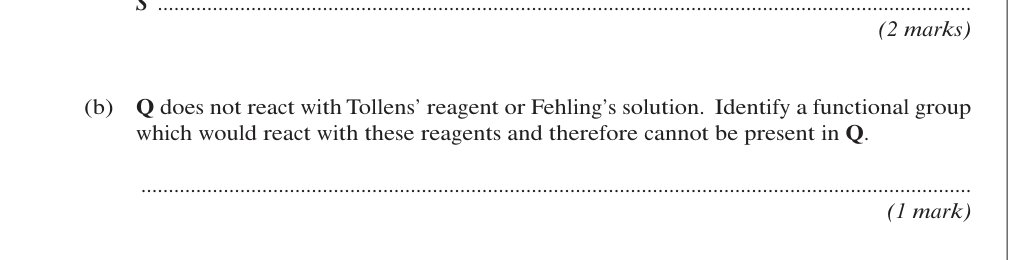 S ................................................................
(2 marks)
(b) Q does not react with Tollens’ reagent or Fehling’s solution. Identify a functional group
which would react with these reagents and therefore cannot be present in Q.
................................................................
(1 mark)